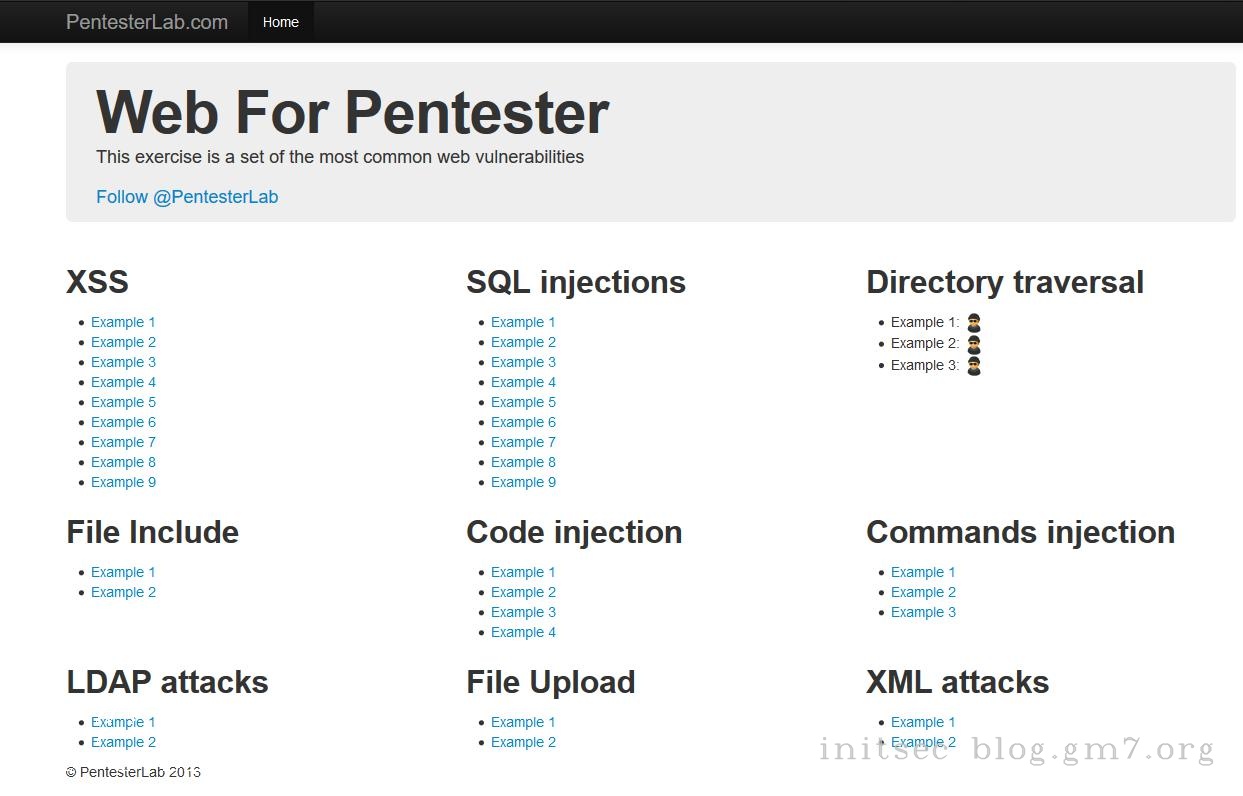 PentesterLab.com Home
Web For Pentester
This exercise is a set of the most common web vulnerabilities
Follow @PentesterLab
XSS
Example 1
Example 2
Example 3
Example 4
Example 5
Example 6
Example 7
Example 8
Example 9
SQL injections
Example 1
Example 2
Example 3
Example 4
Example 5
Example 6
Example 7
Example 8
Example 9
Directory traversal
Example 1:
Example 2:
Example 3:
File Include
Example 1
Example 2
Code injection
Example 1
Example 2
Example 3
Example 4
Commands injection
Example 1
Example 2
Example 3
LDAP attacks
Example 1
Example 2
File Upload
Example 1
Example 2
XML attacks
Example 1
Example 2
© PentesterLab 2013
initsec blog.gm7.org